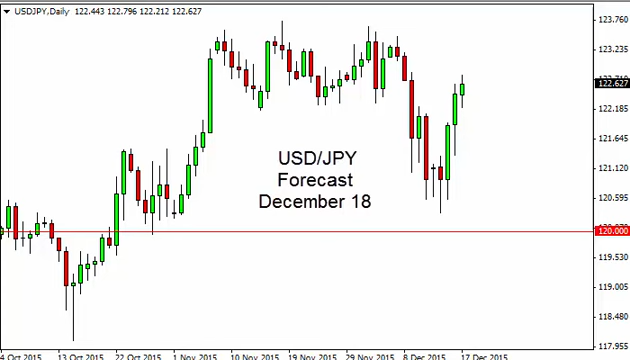 USDJPY,Daily 122.443 122.796 122.212 122.627
123.760
123.235
122.627
122.185
121.645
USD/JPY
Forecast
December 18
121.120
120.595
120.000
119.530
119.005
118.480
117.955
13 Oct 2015 22 Oct 2015 1 Nov 2015 10 Nov 2015 19 Nov 2015 29 Nov 2015 8 Dec 2015 17 Dec 2015